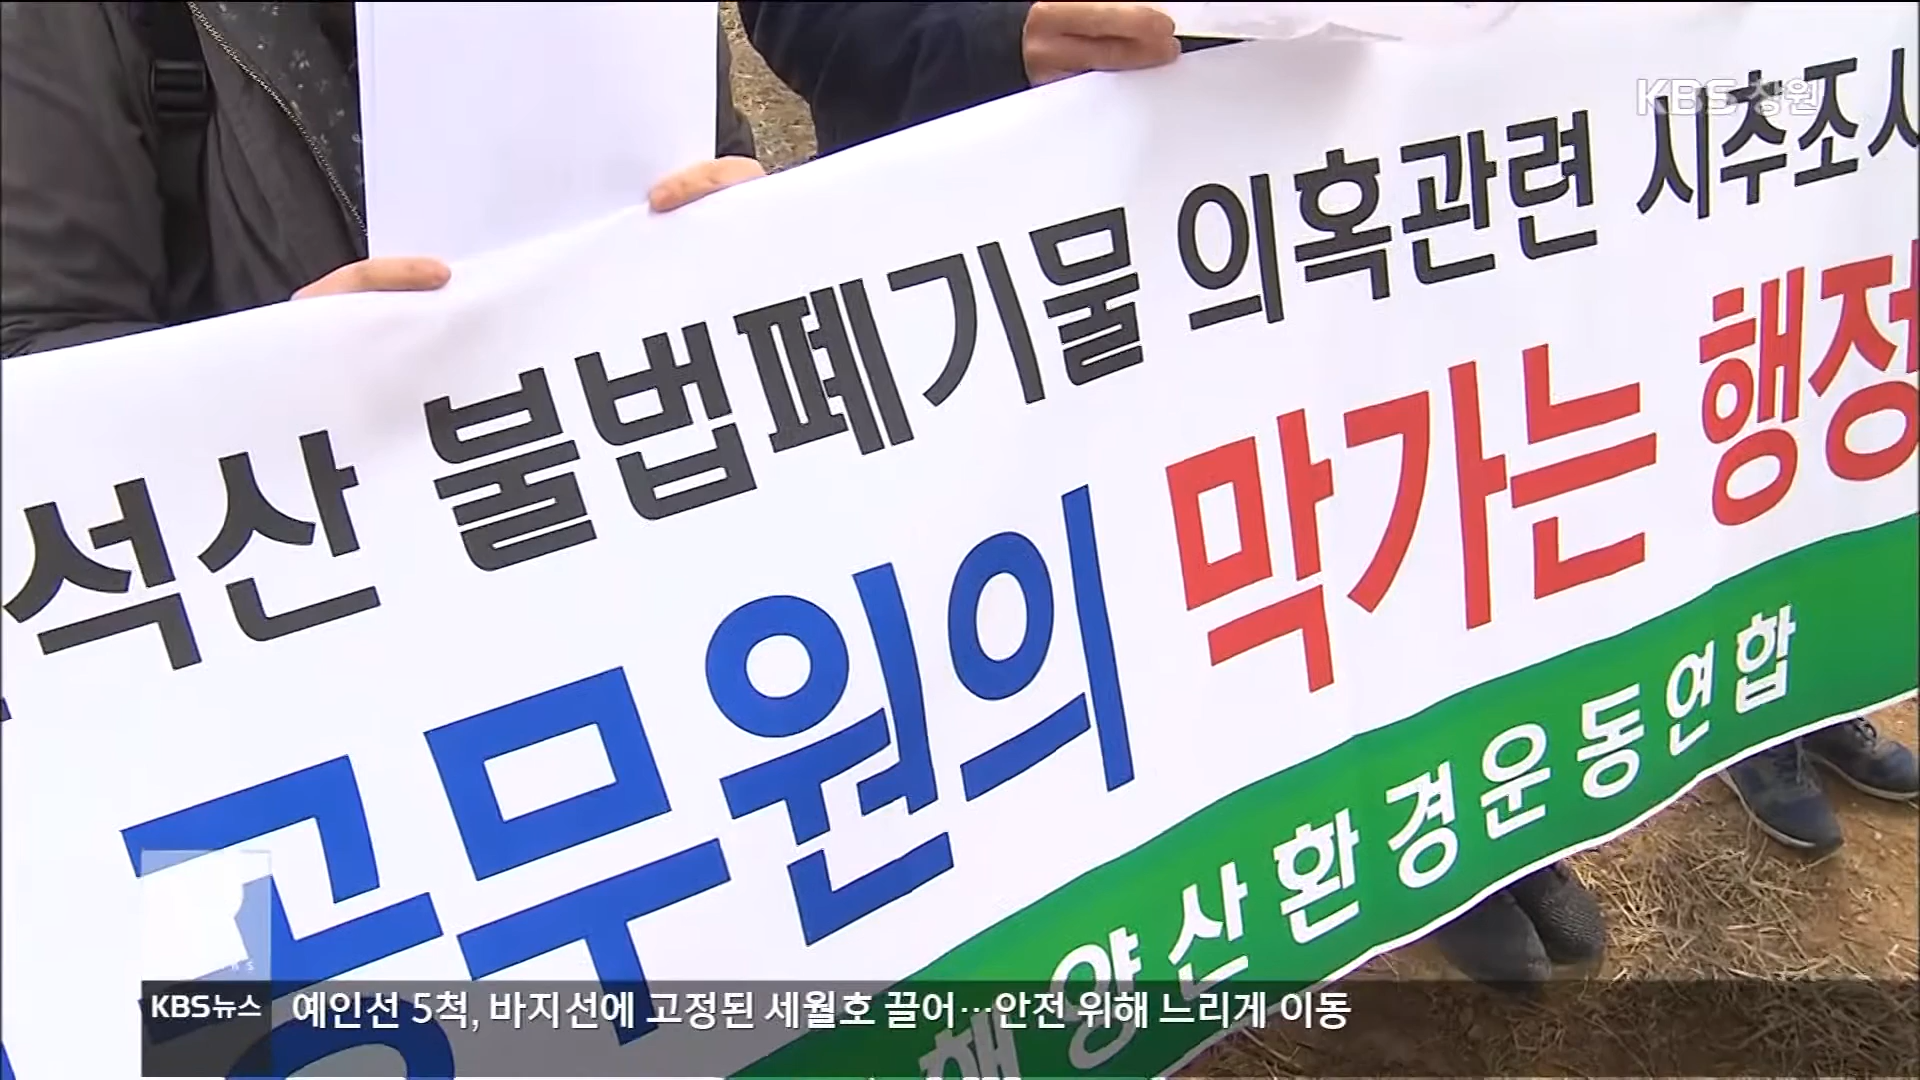 KBS 창원
석산 불법폐기물 의혹관련 시추조사
공무원의 막가는 행정
김해양산환경운동연합
KBS뉴스 예인선 5척, 바지선에 고정된 세월호 끌어…안전 위해 느리게 이동